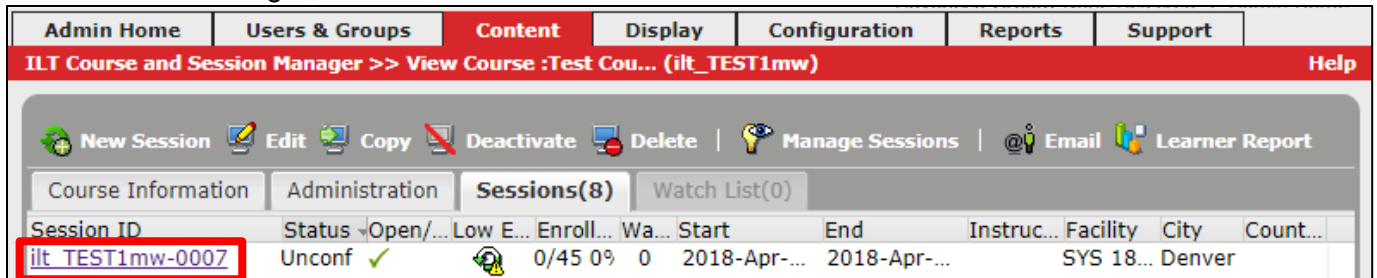 Admin Home Users & Groups Content Display Configuration Reports Support
ILT Course and Session Manager >> View Course :Test Cou... (ilt_TEST1mw) Help
New Session Edit Copy Deactivate Delete | Manage Sessions | Email Learner Report
Course Information Administration Sessions(8) Watch List(0)
Session ID Status Open/... Low E... Enroll... Wa... Start End Instruc... Facility City Count...
ilt_TEST1mw-0007 Unconf 0/45 0% 0 2018-Apr-... 2018-Apr-... SYS 18... Denver